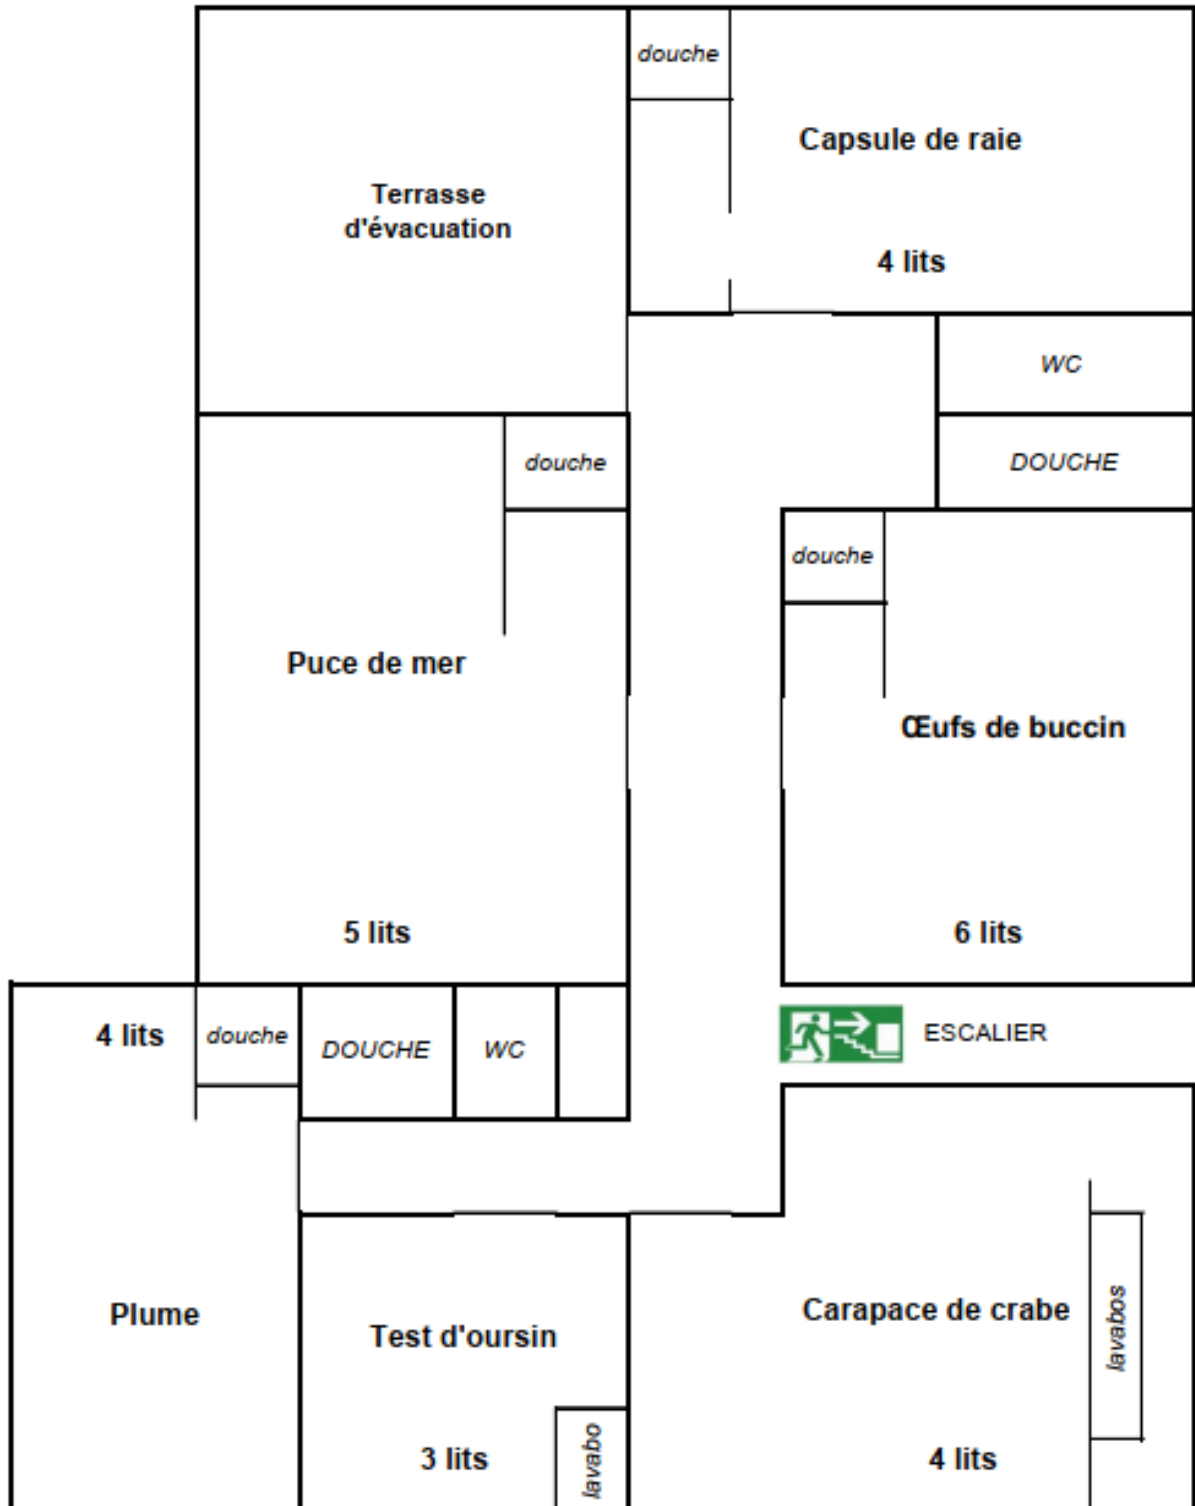 douche
Capsule de raie
Terrasse
d'évacuation
4 lits
WC
douche
DOUCHE
douche
Puce de mer
Œufs de buccin
5 lits
6 lits
4 lits
douche
DOUCHE
WC
ESCALIER
Plume
Test d'oursin
Carapace de crabe
lavabos
3 lits
lavabo
4 lits